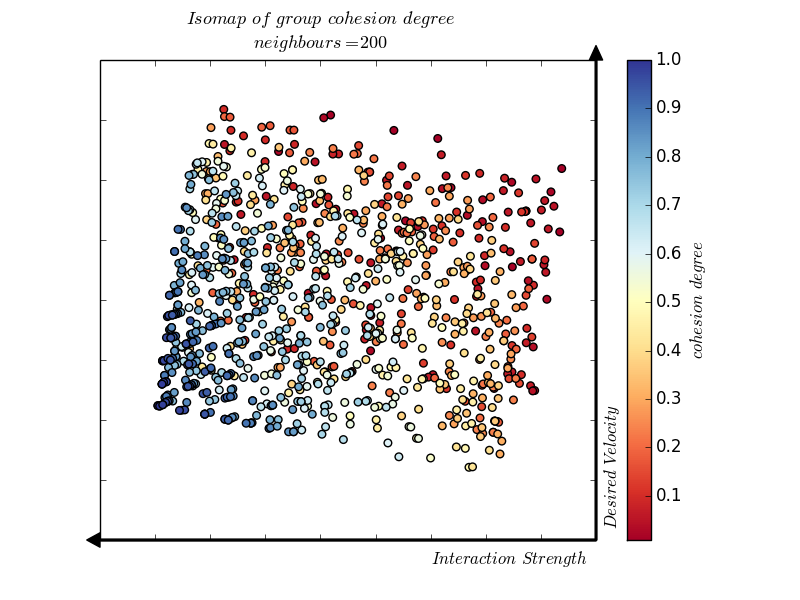 Isomap of group cohesion degree
neighbours = 200
1.0
0.9
0.8
0.7
0.6
0.5
0.4
0.3
0.2
0.1
cohesion degree
Desired Velocity
Interaction Strength